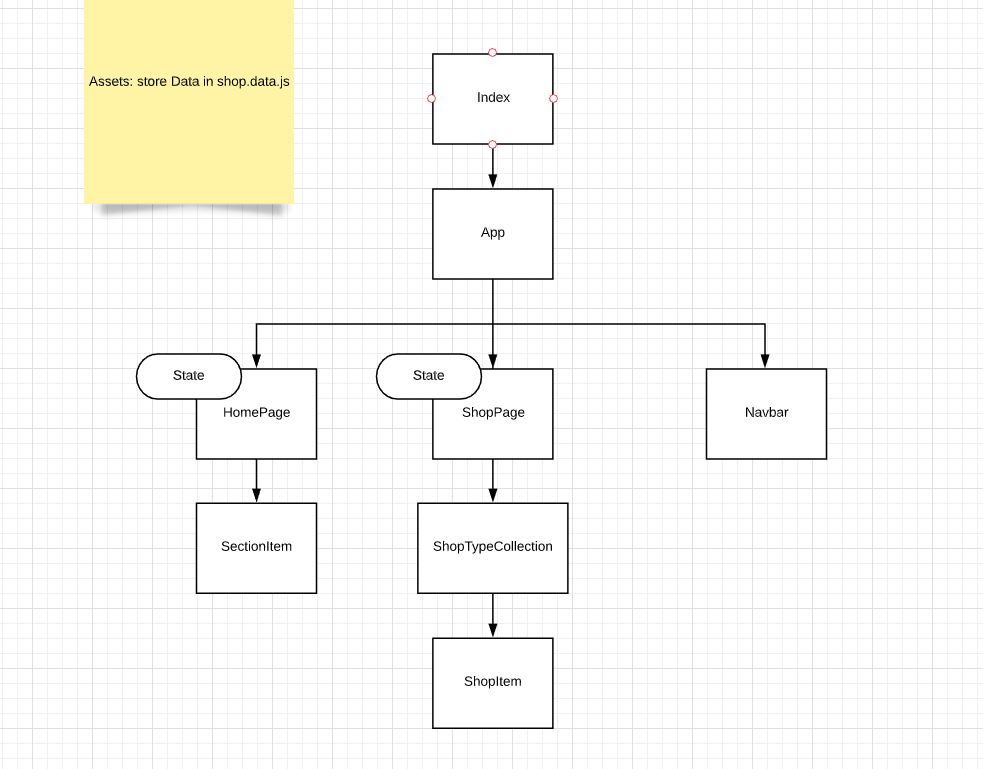 Assets: store Data in shop.data.js
Index
App
State
HomePage
State
ShopPage
Navbar
SectionItem
ShopTypeCollection
ShopItem